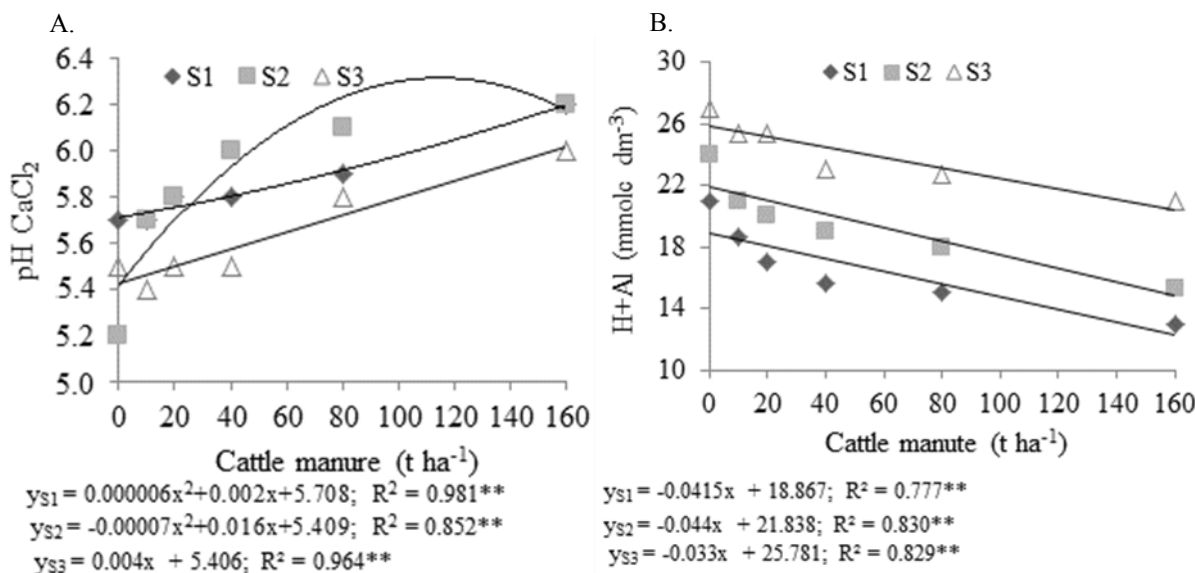 A.
6.4
6.2
6.0
5.8
5.6
5.4
5.2
5.0
pH CaCl₂
◆ S1 ■ S2 △ S3
0 20 40 60 80 100 120 140 160
Cattle manure (t ha⁻¹)
yS1 = 0.000006x²+0.002x+5.708; R² = 0.981**
yS2 = -0.00007x²+0.016x+5.409; R² = 0.852**
yS3 = 0.004x + 5.406; R² = 0.964**
B.
30
26
22
18
14
10
H+Al (mmolc dm⁻³)
◆ S1 ■ S2 △ S3
0 20 40 60 80 100 120 140 160
Cattle manute (t ha⁻¹)
yS1 = -0.0415x + 18.867; R² = 0.777**
yS2 = -0.044x + 21.838; R² = 0.830**
yS3 = -0.033x + 25.781; R² = 0.829**